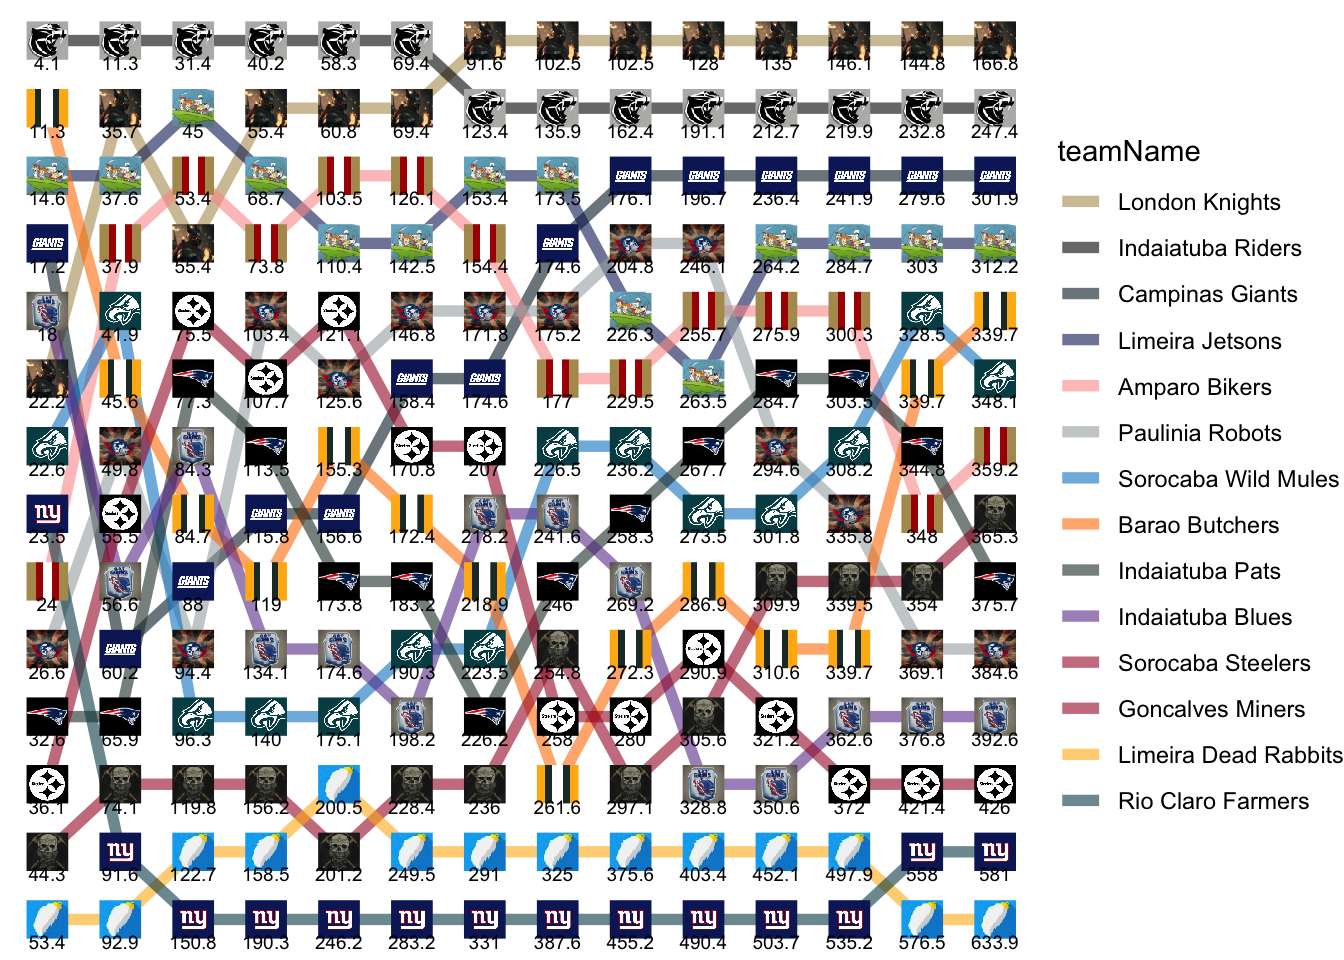 4.1 11.3 31.4 40.2 58.3 69.4 91.6 102.5 102.5 128 135 146.1 144.8 166.8
11.3 35.7 45 55.4 60.8 69.4 123.4 135.9 162.4 191.1 212.7 219.9 232.8 247.4
14.6 37.6 53.4 68.7 103.5 126.1 153.4 173.5 176.1 196.7 236.4 241.9 279.6 301.9
17.2 37.9 55.4 73.8 110.4 142.5 154.4 174.6 204.8 246.1 264.2 284.7 303 312.2
18 41.9 75.5 103.4 121.1 146.8 171.8 175.2 226.3 255.7 275.9 300.3 328.5 339.7
22.2 45.6 77.3 107.7 125.6 158.4 174.6 177 229.5 263.5 284.7 303.5 339.7 348.1
22.6 49.8 84.3 113.5 155.3 170.8 207 226.5 236.2 267.7 294.6 308.2 344.8 359.2
23.5 55.5 84.7 115.8 156.6 172.4 218.2 241.6 258.3 273.5 301.8 335.8 348 365.3
24 56.6 88 119 173.8 183.2 218.9 246 269.2 286.9 309.9 339.5 354 375.7
26.6 60.2 94.4 134.1 174.6 190.3 223.5 254.8 272.3 290.9 310.6 339.7 369.1 384.6
32.6 65.9 96.3 140 175.1 198.2 226.2 258 280 305.6 321.2 362.6 376.8 392.6
36.1 74.1 119.8 156.2 200.5 228.4 236 261.6 297.1 328.8 350.6 372 421.4 426
44.3 91.6 122.7 158.5 201.2 249.5 291 325 375.6 403.4 452.1 497.9 558 581
53.4 92.9 150.8 190.3 246.2 283.2 331 387.6 455.2 490.4 503.7 535.2 576.5 633.9
teamName
London Knights
Indaiatuba Riders
Campinas Giants
Limeira Jetsons
Amparo Bikers
Paulinia Robots
Sorocaba Wild Mules
Barao Butchers
Indaiatuba Pats
Indaiatuba Blues
Sorocaba Steelers
Goncalves Miners
Limeira Dead Rabbits
Rio Claro Farmers